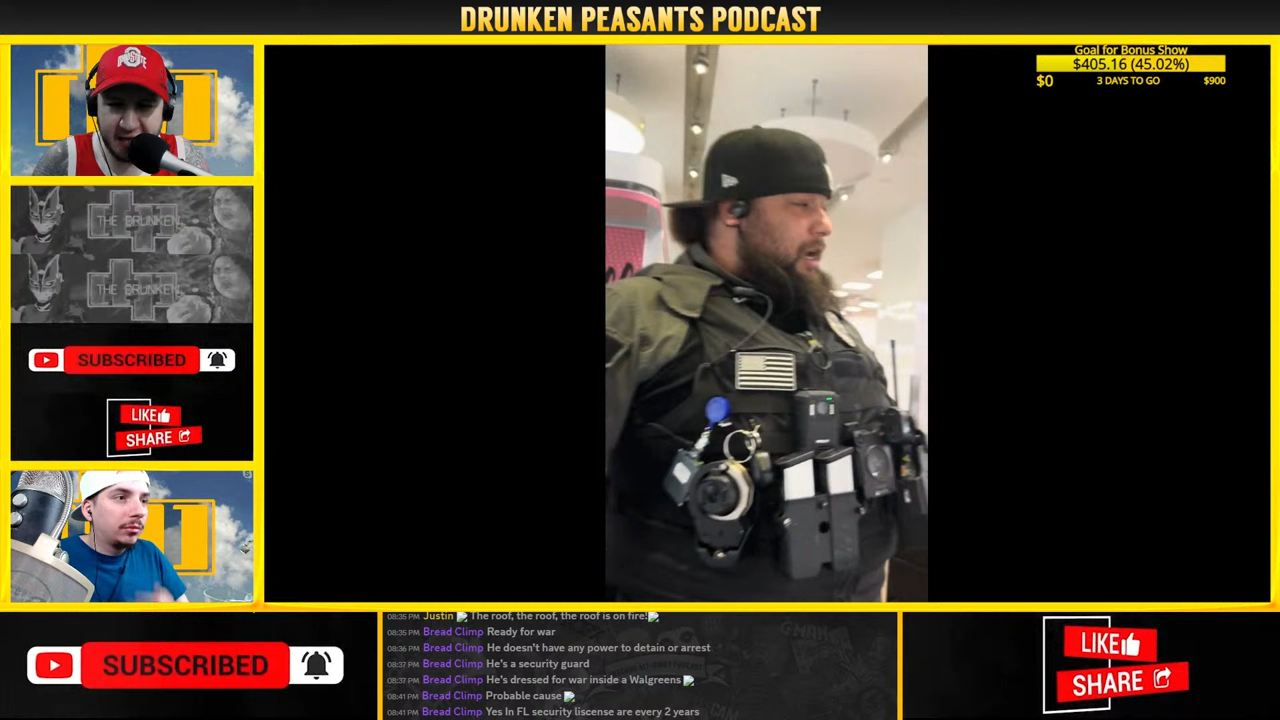 DRUNKEN PEASANTS PODCAST
Goal for Bonus Show
$405.16 (45.02%)
$0
3 DAYS TO GO
$900
THE DRUNKEN
THE DRUNKEN
SUBSCRIBED
LIKE
SHARE
08:35 PM Justin The roof, the roof, the roof is on fire!
08:35 PM Bread Climp Ready for war
08:36 PM Bread Climp He doesn't have any power to detain or arrest
08:37 PM Bread Climp He's a security guard
08:37 PM Bread Climp He's dressed for war inside a Walgreens
08:41 PM Bread Climp Probable cause
08:41 PM Bread Climp Yes In FL security liscense are every 2 years
SUBSCRIBED
LIKE
SHARE